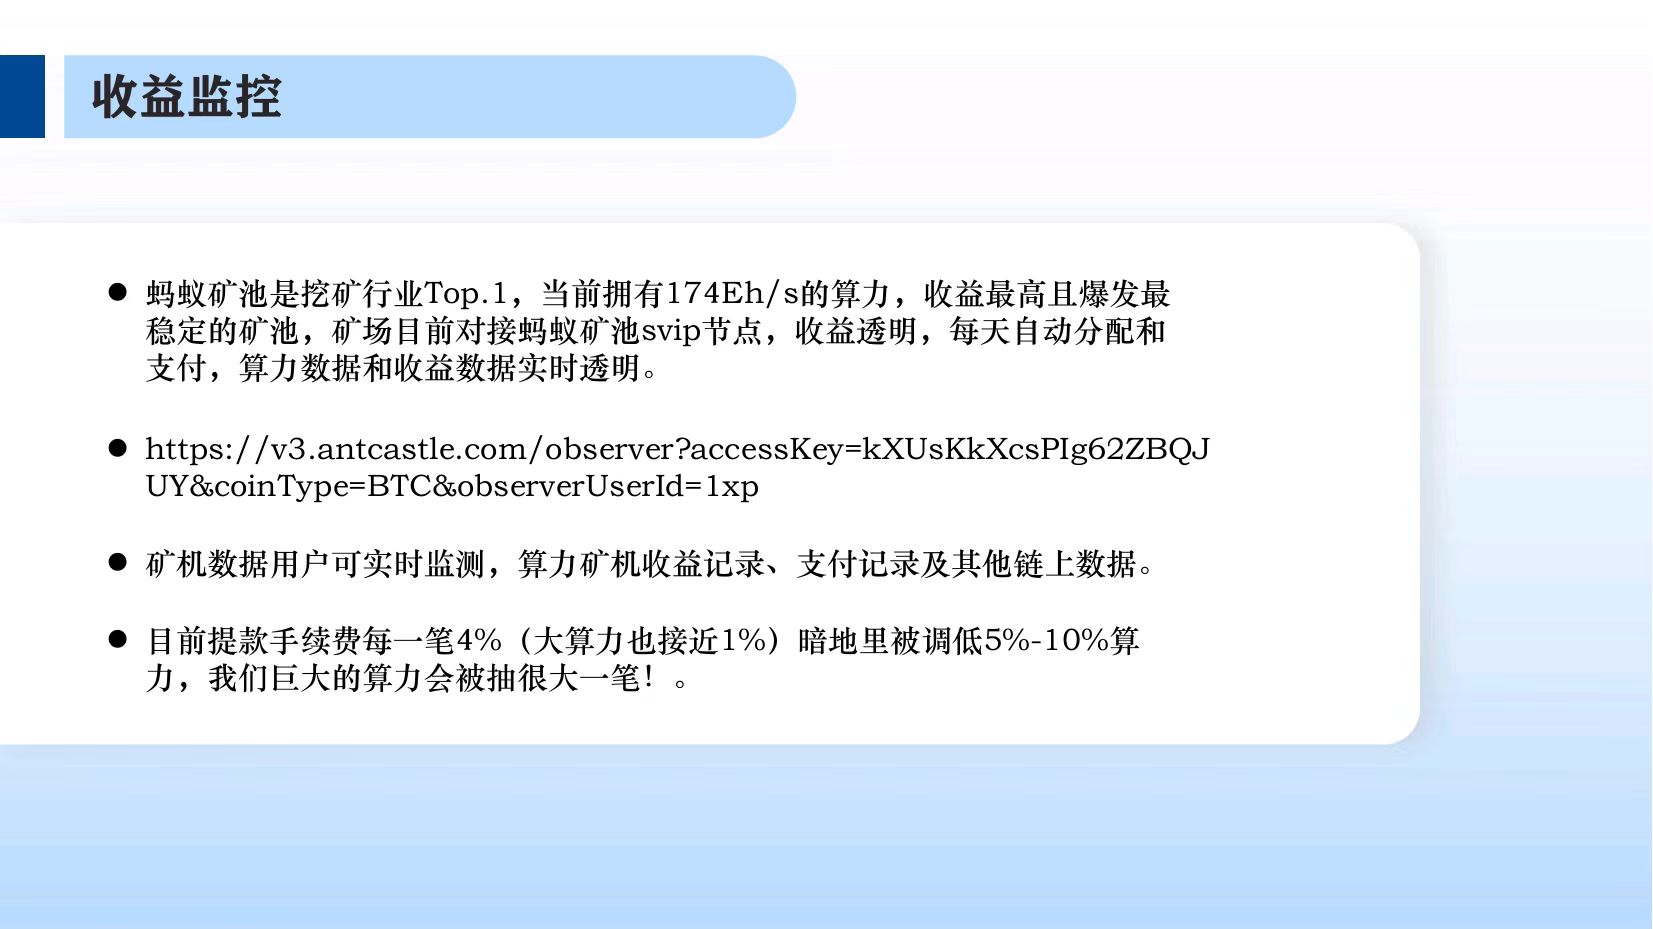 收益监控
● 蚂蚁矿池是挖矿行业Top.1，当前拥有174Eh/s的算力，收益最高且爆发最
稳定的矿池，矿场目前对接蚂蚁矿池svip节点，收益透明，每天自动分配和
支付，算力数据和收益数据实时透明。
● https://v3.antcastle.com/observer?accessKey=kXUsKkXcsPIg62ZBQJ
UY&coinType=BTC&observerUserId=1xp
● 矿机数据用户可实时监测，算力矿机收益记录、支付记录及其他链上数据。
● 目前提款手续费每一笔4%（大算力也接近1%）暗地里被调低5%-10%算
力，我们巨大的算力会被抽很大一笔！。